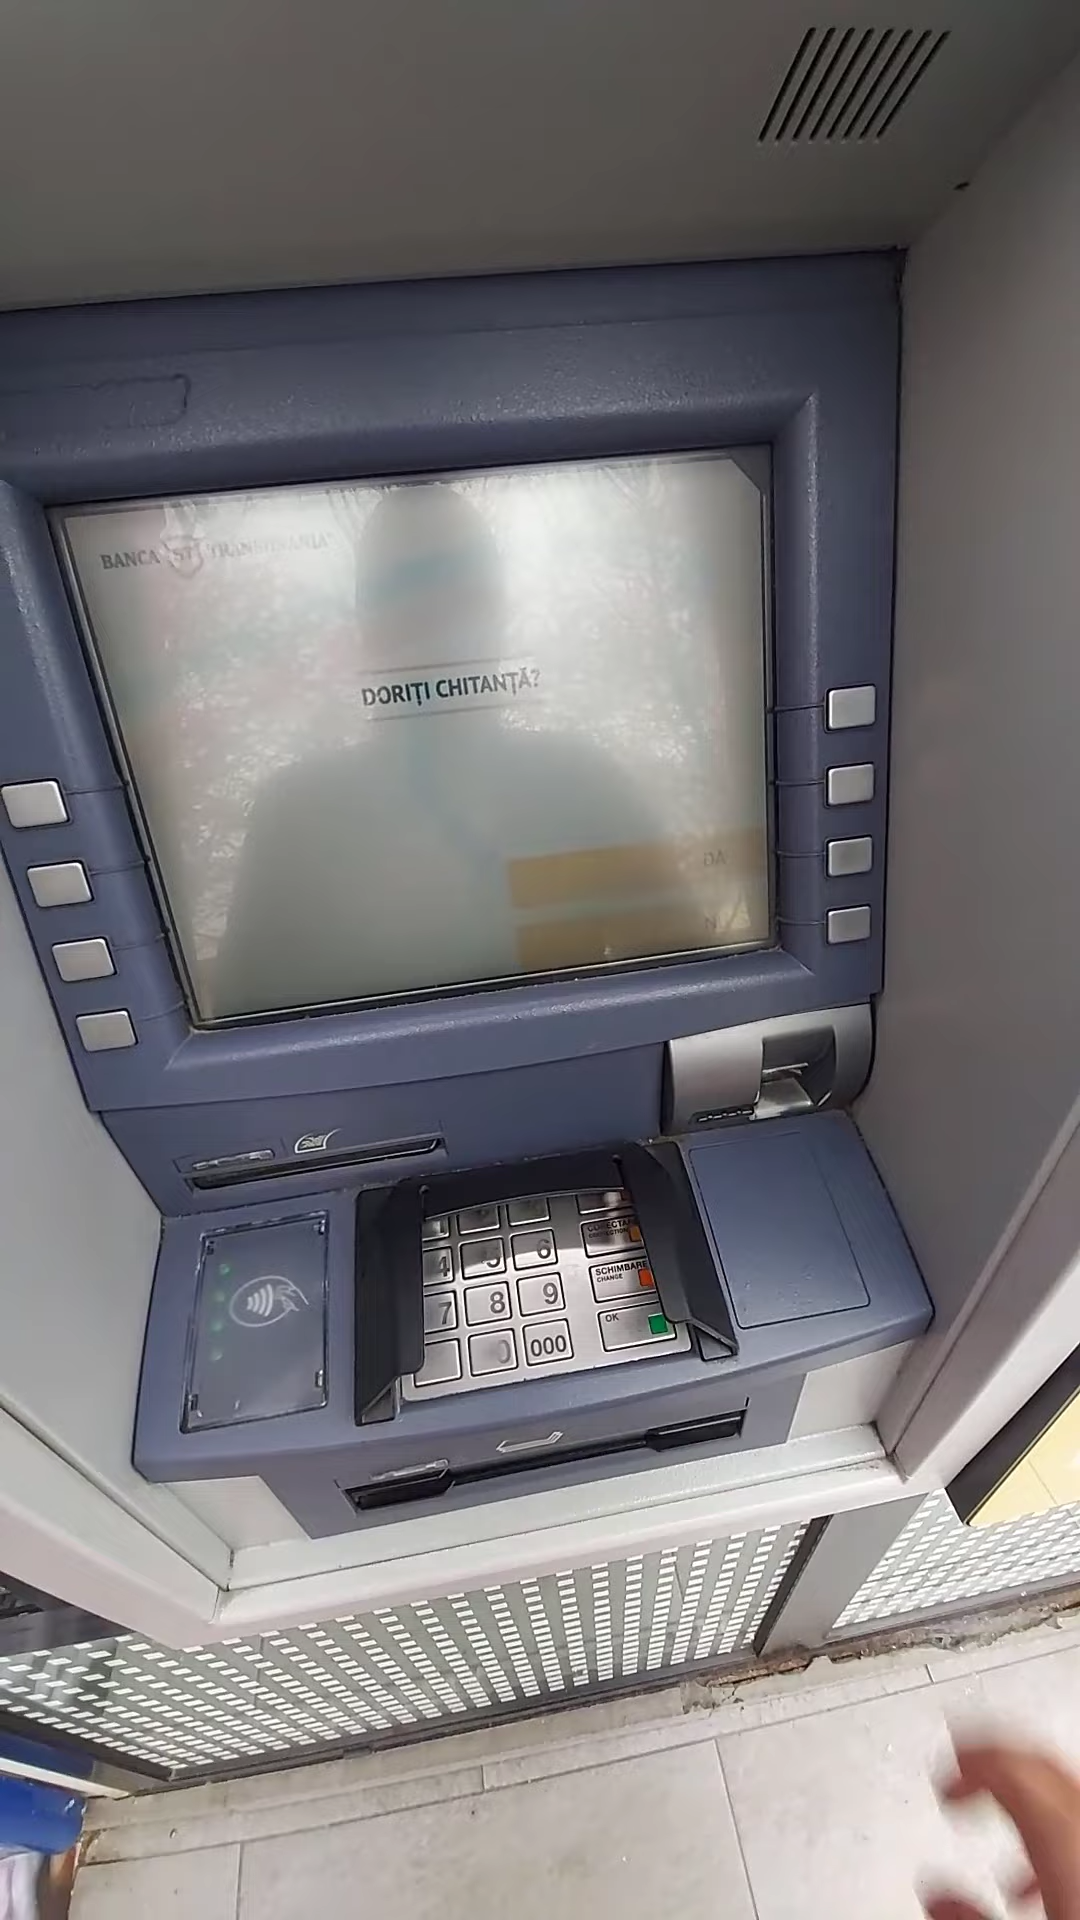 BANCA BT TRANSILVANIA
DORIȚI CHITANȚĂ?
DA
NU
CORECTARE
CORRECTION
4 5 6
SCHIMBARE
CHANGE
7 8 9
OK
0 000